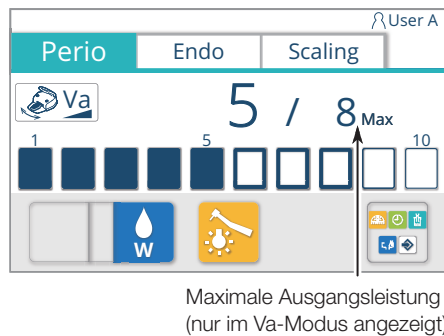 User A
Perio Endo Scaling
Va 5 / 8 Max
1 5 10
W
Maximale Ausgangsleistung
(nur im Va-Modus angezeigt)